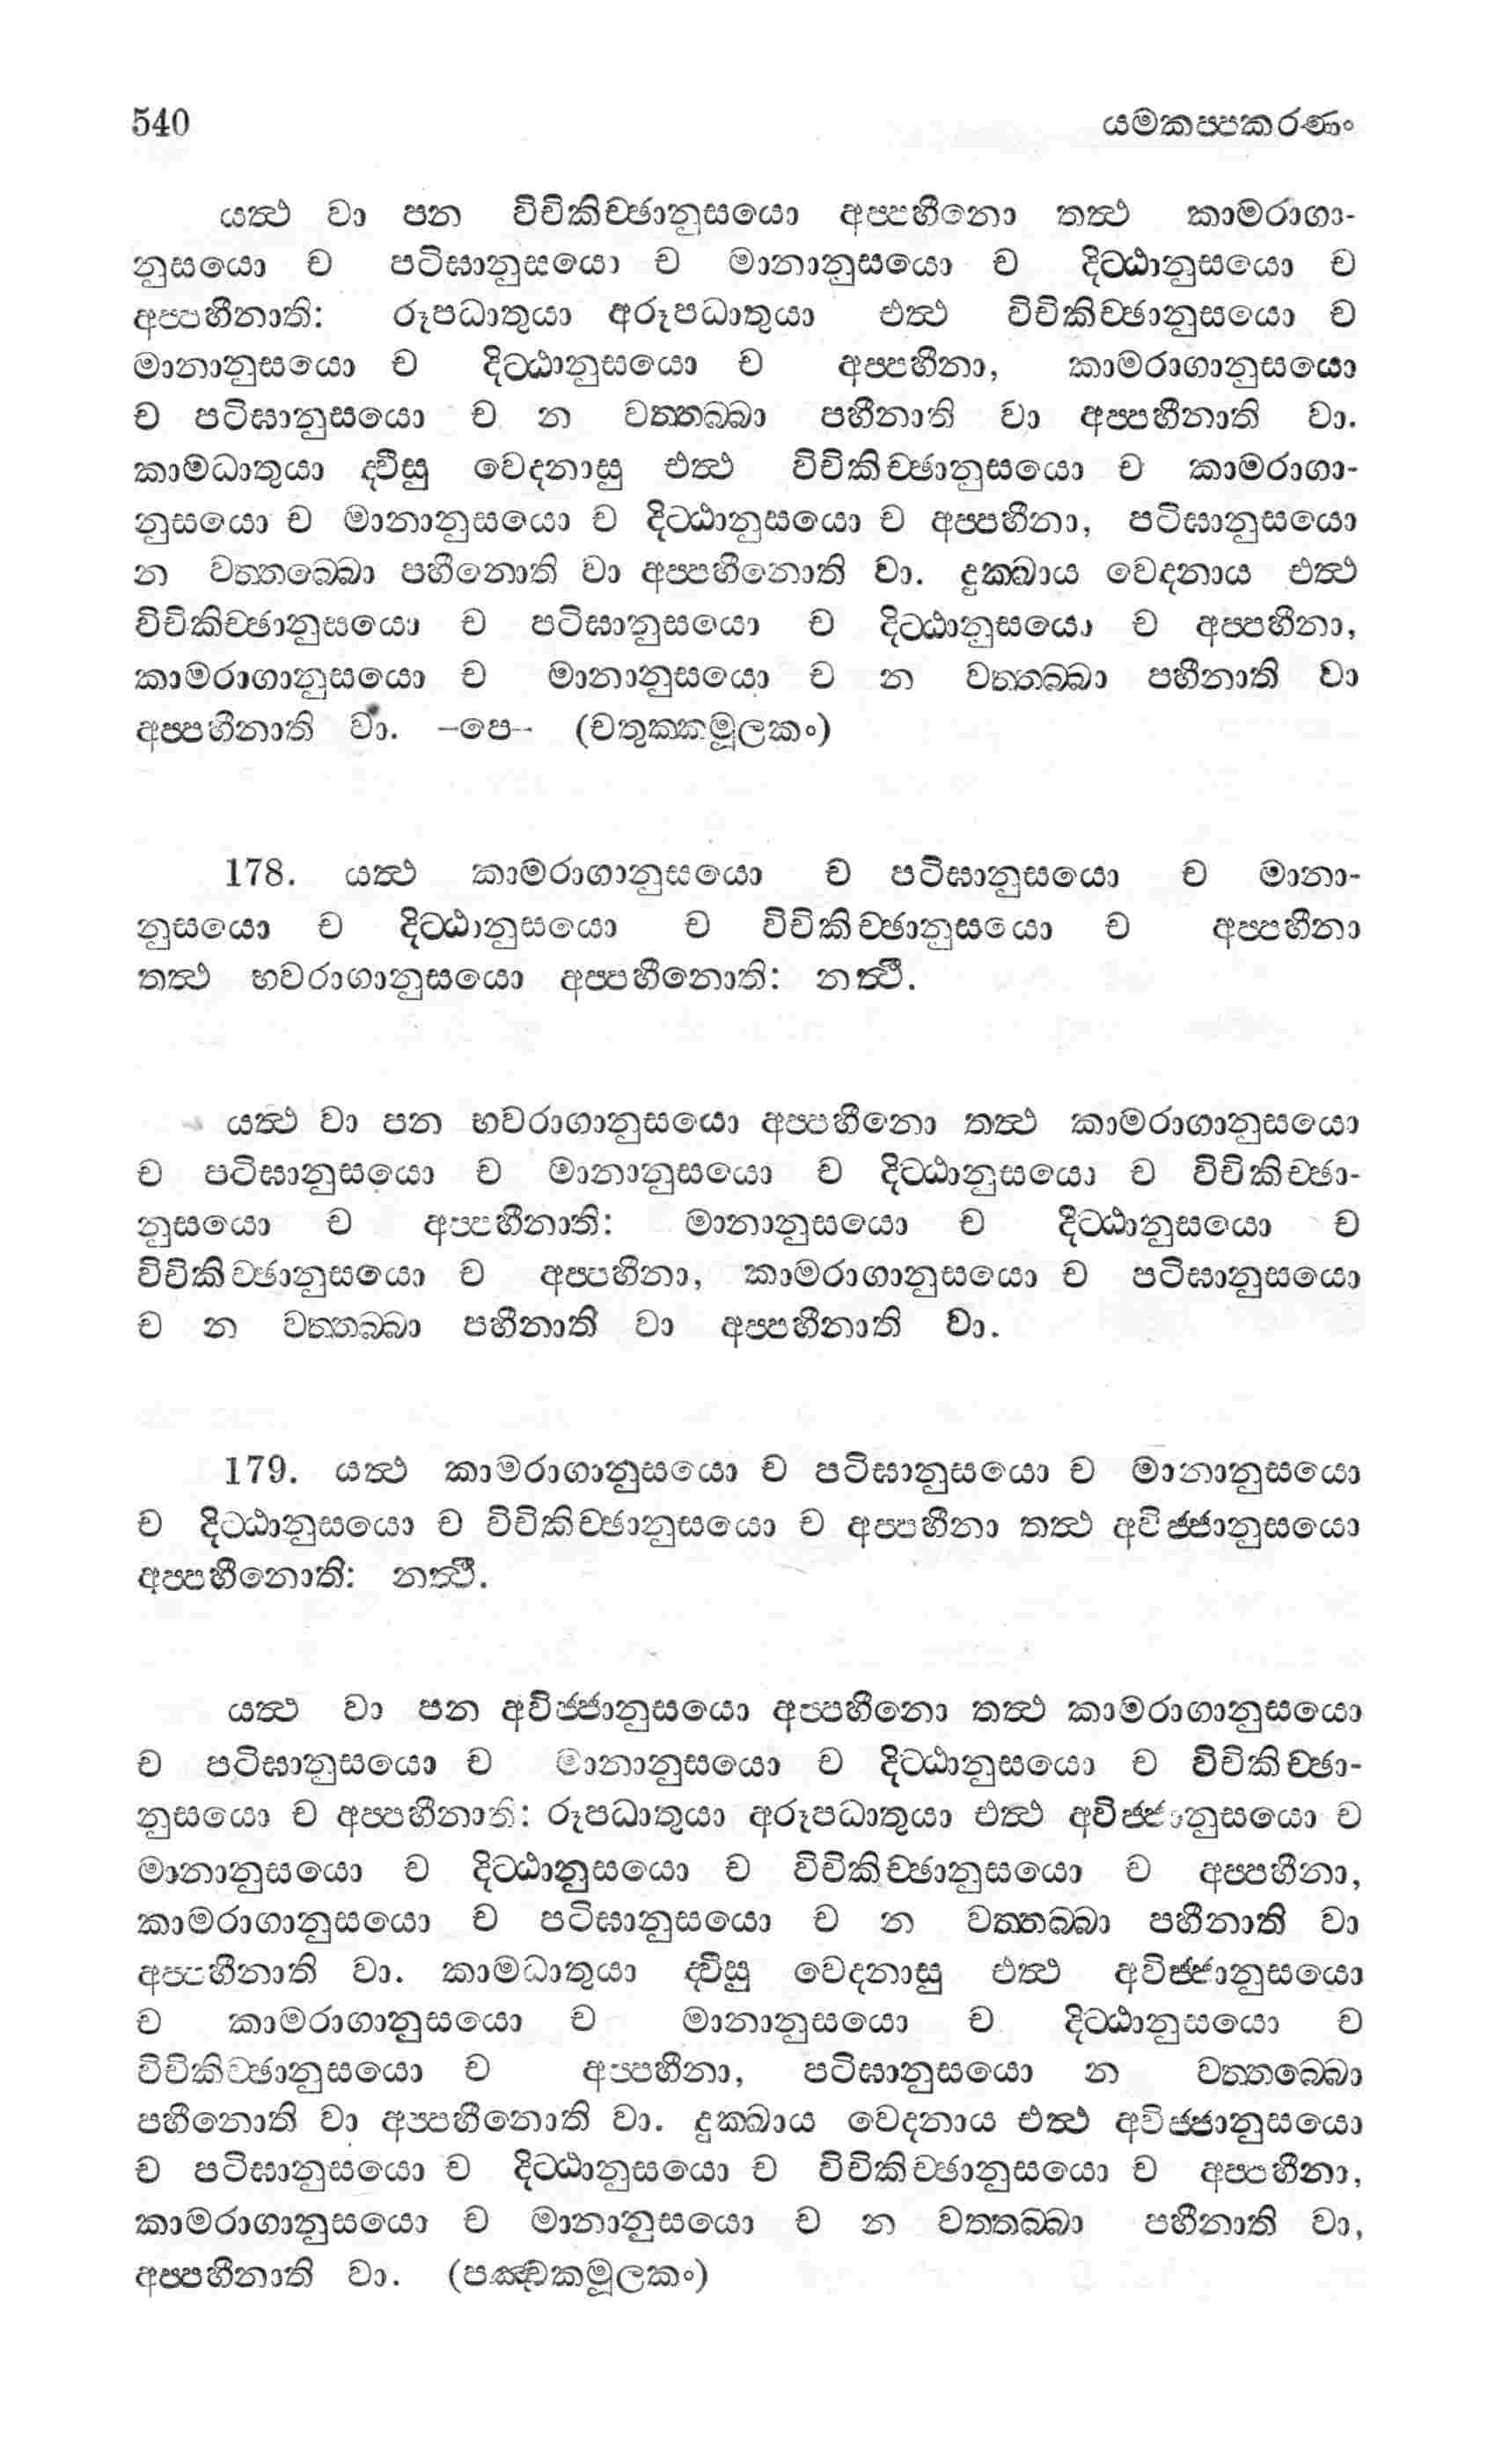 540 යමකප්පකරණං
යත්ථ වා පන විචිකිච්ඡානුසයො අප්පහීනො තත්ථ කාමරාගා-
නුසයො ච පටිඝානුසයො ච මානානුසයො ච දිට්ඨානුසයො ච
අප්පහීනාති: රූපධාතුයා අරූපධාතුයා එත්ථ විචිකිච්ඡානුසයො ච
මානානුසයො ච දිට්ඨානුසයො ච අප්පහීනා, කාමරාගානුසයො
ච පටිඝානුසයො ච න වත්තබ්බා පහීනාති වා අප්පහීනාති වා.
කාමධාතුයා ද්වීසු වෙදනාසු එත්ථ විචිකිච්ඡානුසයො ච කාමරාගා-
නුසයො ච මානානුසයො ච දිට්ඨානුසයො ච අප්පහීනා, පටිඝානුසයො
න වත්තබ්බො පහීනොති වා අප්පහීනොති වා. දුක්ඛාය වෙදනාය එත්ථ
විචිකිච්ඡානුසයො ච පටිඝානුසයො ච දිට්ඨානුසයො ච අප්පහීනා,
කාමරාගානුසයො ච මානානුසයො ච න වත්තබ්බා පහීනාති වා
අප්පහීනාති වා. –පෙ– (චතුක්කමූලකං)
178. යත්ථ කාමරාගානුසයො ච පටිඝානුසයො ච මානා-
නුසයො ච දිට්ඨානුසයො ච විචිකිච්ඡානුසයො ච අප්පහීනා
තත්ථ භවරාගානුසයො අප්පහීනොති: නත්ථි.
යත්ථ වා පන භවරාගානුසයො අප්පහීනො තත්ථ කාමරාගානුසයො
ච පටිඝානුසයො ච මානානුසයො ච දිට්ඨානුසයො ච විචිකිච්ඡා-
නුසයො ච අප්පහීනාති: මානානුසයො ච දිට්ඨානුසයො ච
විචිකිච්ඡානුසයො ච අප්පහීනා, කාමරාගානුසයො ච පටිඝානුසයො
ච න වත්තබ්බා පහීනාති වා අප්පහීනාති වා.
179. යත්ථ කාමරාගානුසයො ච පටිඝානුසයො ච මානානුසයො
ච දිට්ඨානුසයො ච විචිකිච්ඡානුසයො ච අප්පහීනා තත්ථ අවිජ්ජානුසයො
අප්පහීනොති: නත්ථි.
යත්ථ වා පන අවිජ්ජානුසයො අප්පහීනො තත්ථ කාමරාගානුසයො
ච පටිඝානුසයො ච මානානුසයො ච දිට්ඨානුසයො ච විචිකිච්ඡා-
නුසයො ච අප්පහීනාති: රූපධාතුයා අරූපධාතුයා එත්ථ අවිජ්ජානුසයො ච
මානානුසයො ච දිට්ඨානුසයො ච විචිකිච්ඡානුසයො ච අප්පහීනා,
කාමරාගානුසයො ච පටිඝානුසයො ච න වත්තබ්බා පහීනාති වා
අප්පහීනාති වා. කාමධාතුයා ද්වීසු වෙදනාසු එත්ථ අවිජ්ජානුසයො
ච කාමරාගානුසයො ච මානානුසයො ච දිට්ඨානුසයො ච
විචිකිච්ඡානුසයො ච අප්පහීනා, පටිඝානුසයො න වත්තබ්බො
පහීනොති වා අප්පහීනොති වා. දුක්ඛාය වෙදනාය එත්ථ අවිජ්ජානුසයො
ච පටිඝානුසයො ච දිට්ඨානුසයො ච විචිකිච්ඡානුසයො ච අප්පහීනා,
කාමරාගානුසයො ච මානානුසයො ච න වත්තබ්බා පහීනාති වා,
අප්පහීනාති වා. (පඤ්චකමූලකං)